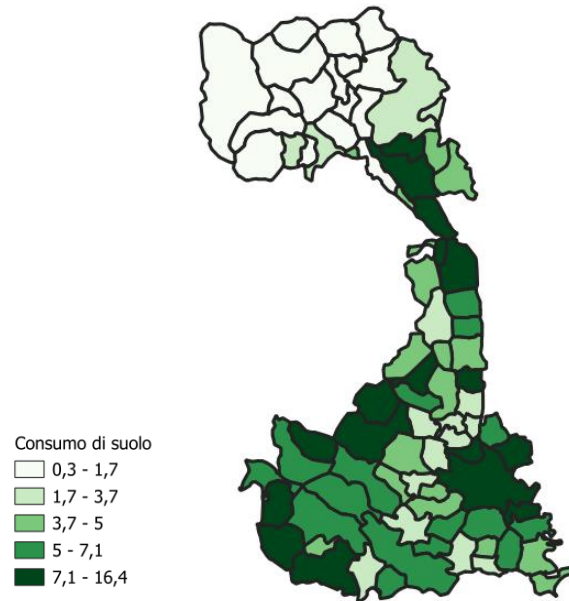 Consumo di suolo
0,3 - 1,7
1,7 - 3,7
3,7 - 5
5 - 7,1
7,1 - 16,4